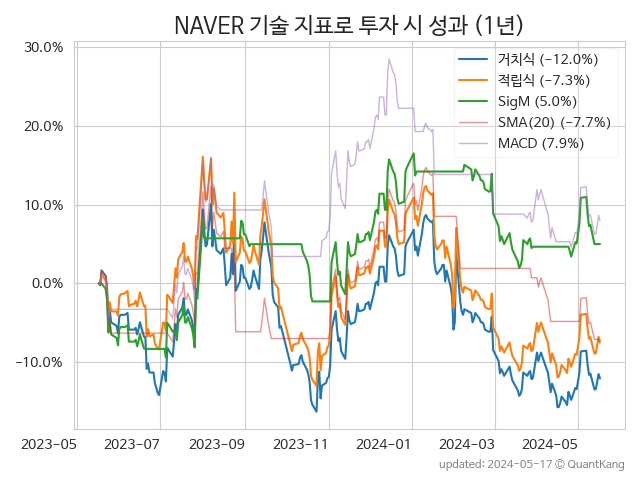 NAVER 기술 지표로 투자 시 성과 (1년)
30.0%
20.0%
10.0%
0.0%
−10.0%
거치식 (−12.0%)
적립식 (−7.3%)
SigM (5.0%)
SMA(20) (−7.7%)
MACD (7.9%)
2023−05 2023−07 2023−09 2023−11 2024−01 2024−03 2024−05
updated: 2024−05−17 © QuantKang